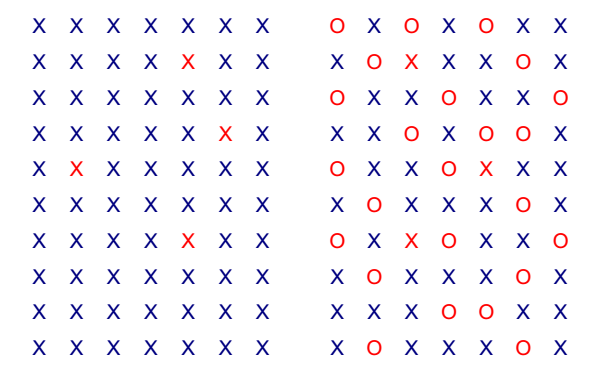 X X X X X X X O X O X O X X
X X X X X X X X O X X X O X
X X X X X X X O X X O X X O
X X X X X X X X X O X O O X
X X X X X X X O X X O X X X
X X X X X X X X O X X X O X
X X X X X X X O X X O X X O
X X X X X X X X O X X X O X
X X X X X X X X X X O O X X
X X X X X X X X O X X X O X